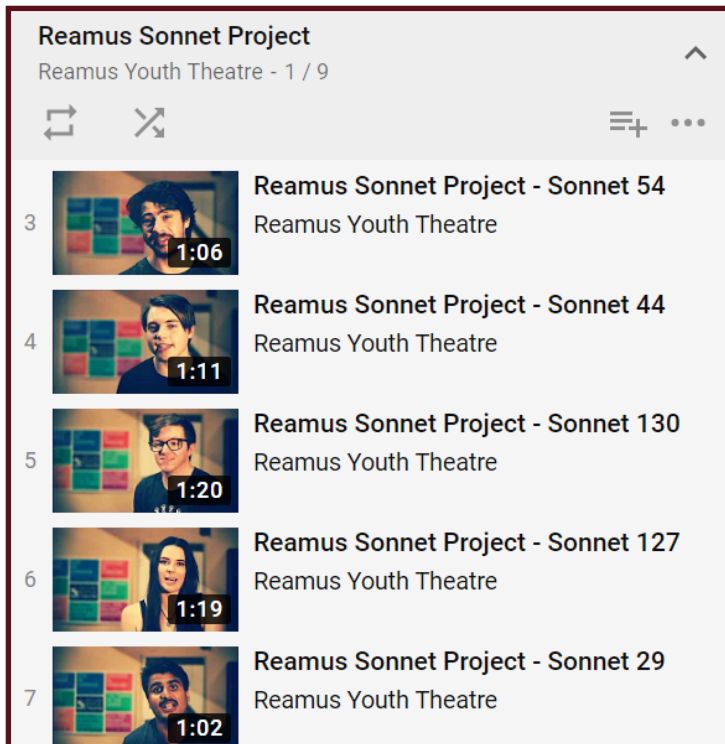 Reamus Sonnet Project
Reamus Youth Theatre - 1 / 9
3
1:06
Reamus Sonnet Project - Sonnet 54
Reamus Youth Theatre
4
1:11
Reamus Sonnet Project - Sonnet 44
Reamus Youth Theatre
5
1:20
Reamus Sonnet Project - Sonnet 130
Reamus Youth Theatre
6
1:19
Reamus Sonnet Project - Sonnet 127
Reamus Youth Theatre
7
1:02
Reamus Sonnet Project - Sonnet 29
Reamus Youth Theatre